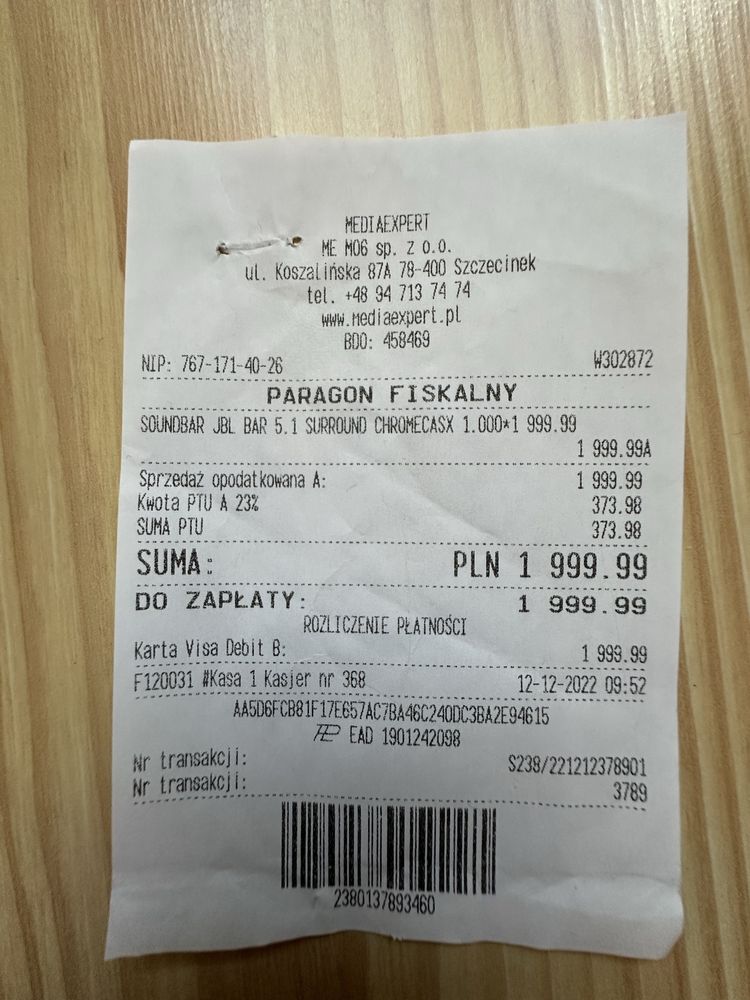 MEDIAEXPERT
ME M06 sp. z o.o.
ul. Koszalińska 87A 78-400 Szczecinek
tel. +48 94 713 74 74
www.mediaexpert.pl
BDO: 458469
NIP: 767-171-40-26 W302872
PARAGON FISKALNY
SOUNDBAR JBL BAR 5.1 SURROUND CHROMECASX 1.000*1 999.99
1 999.99A
Sprzedaż opodatkowana A: 1 999.99
Kwota PTU A 23% 373.98
SUMA PTU 373.98
SUMA: PLN 1 999.99
DO ZAPŁATY: 1 999.99
ROZLICZENIE PŁATNOŚCI
Karta Visa Debit B: 1 999.99
F120031 #Kasa 1 Kasjer nr 368 12-12-2022 09:52
AA5D6FCB81F17E657AC7BA46C240DC3BA2E94615
EAD 1901242098
Nr transakcji: S238/221212378901
Nr transakcji: 3789
2380137893460